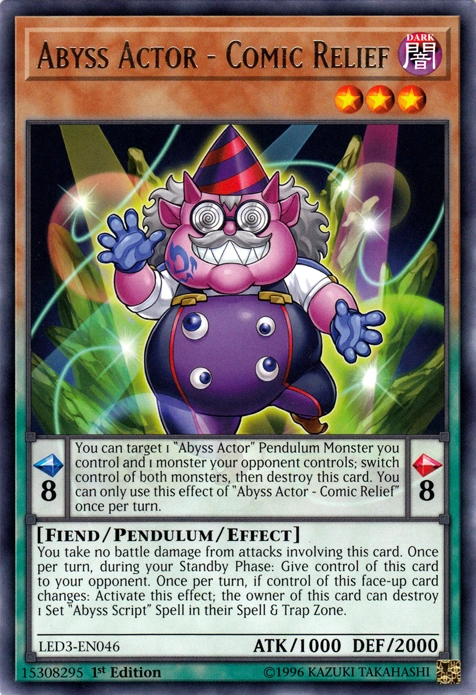 ABYSS ACTOR - COMIC RELIEF
DARK
闇
You can target 1 "Abyss Actor" Pendulum Monster you
control and 1 monster your opponent controls; switch
control of both monsters, then destroy this card. You
can only use this effect of "Abyss Actor - Comic Relief"
once per turn.
8
8
[FIEND/PENDULUM/EFFECT]
You take no battle damage from attacks involving this card. Once
per turn, during your Standby Phase: Give control of this card
to your opponent. Once per turn, if control of this face-up card
changes: Activate this effect; the owner of this card can destroy
1 Set "Abyss Script" Spell in their Spell & Trap Zone.
LED3-EN046
ATK/1000 DEF/2000
15308295
1st Edition
©1996 KAZUKI TAKAHASHI